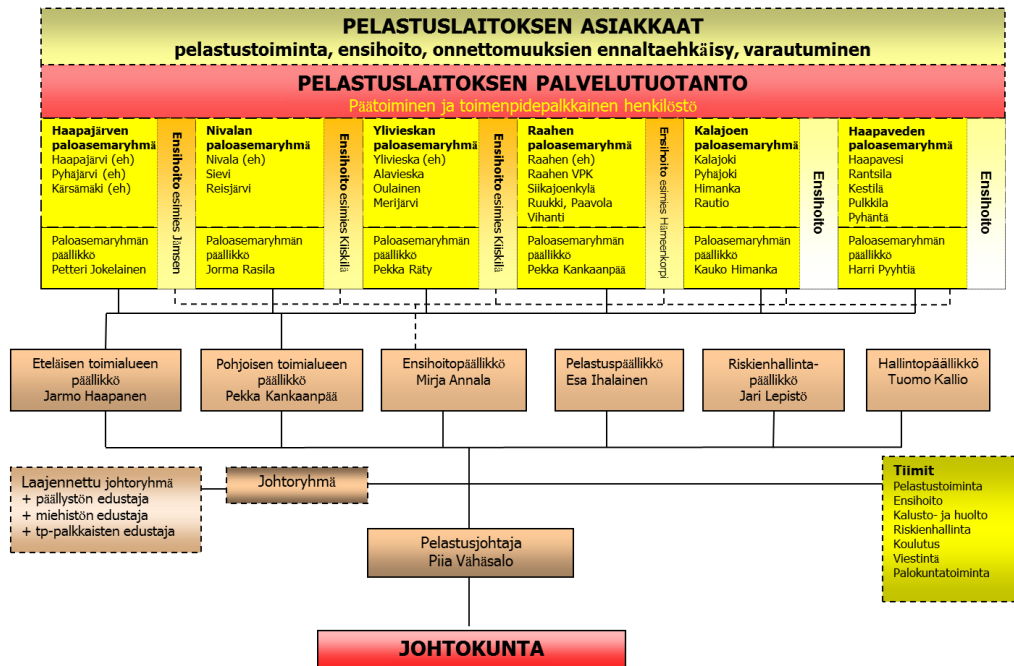 PELASTUSLAITOKSEN ASIAKKAAT
pelastustoiminta, ensihoito, onnettomuuksien ennaltaehkäisy, varautuminen
PELASTUSLAITOKSEN PALVELUTUOTANTO
Päätoiminen ja toimenpidepalkkainen henkilöstö
Haapajärven
paloasemaryhmä
Haapajärvi (eh)
Pyhäjärvi (eh)
Kärsämäki (eh)
Paloasemaryhmän
päällikkö
Petteri Jokelainen
Ensihoito esimies Jämsen
Nivalan
paloasemaryhmä
Nivala (eh)
Sievi
Reisjärvi
Paloasemaryhmän
päällikkö
Jorma Rasila
Ensihoito esimies Kiiskilä
Ylivieskan
paloasemaryhmä
Ylivieska (eh)
Alavieska
Oulainen
Merijärvi
Paloasemaryhmän
päällikkö
Pekka Räty
Ensihoito esimies Kiiskilä
Raahen
paloasemaryhmä
Raahen (eh)
Raahen VPK
Siikajoenkylä
Ruukki, Paavola
Vihanti
Paloasemaryhmän
päällikkö
Pekka Kankaanpää
Ensihoito esimies Hämeenkorpi
Kalajoen
paloasemaryhmä
Kalajoki
Pyhäjoki
Himanka
Rautio
Paloasemaryhmän
päällikkö
Kauko Himanka
Ensihoito
Haapaveden
paloasemaryhmä
Haapavesi
Rantsila
Kestilä
Pulkkila
Pyhäntä
Paloasemaryhmän
päällikkö
Harri Pyyhtiä
Ensihoito
Eteläisen toimialueen
päällikkö
Jarmo Haapanen
Pohjoisen toimialueen
päällikkö
Pekka Kankaanpää
Ensihoitopäällikkö
Mirja Annala
Pelastuspäällikkö
Esa Ihalainen
Riskienhallinta-
päällikkö
Jari Lepistö
Hallintopäällikkö
Tuomo Kallio
Laajennettu johtoryhmä
+ päällystön edustaja
+ miehistön edustaja
+ tp-palkkaisten edustaja
Johtoryhmä
Tiimit
Pelastustoiminta
Ensihoito
Kalusto- ja huolto
Riskienhallinta
Koulutus
Viestintä
Palokuntatoiminta
Pelastusjohtaja
Piia Vähäsalo
JOHTOKUNTA